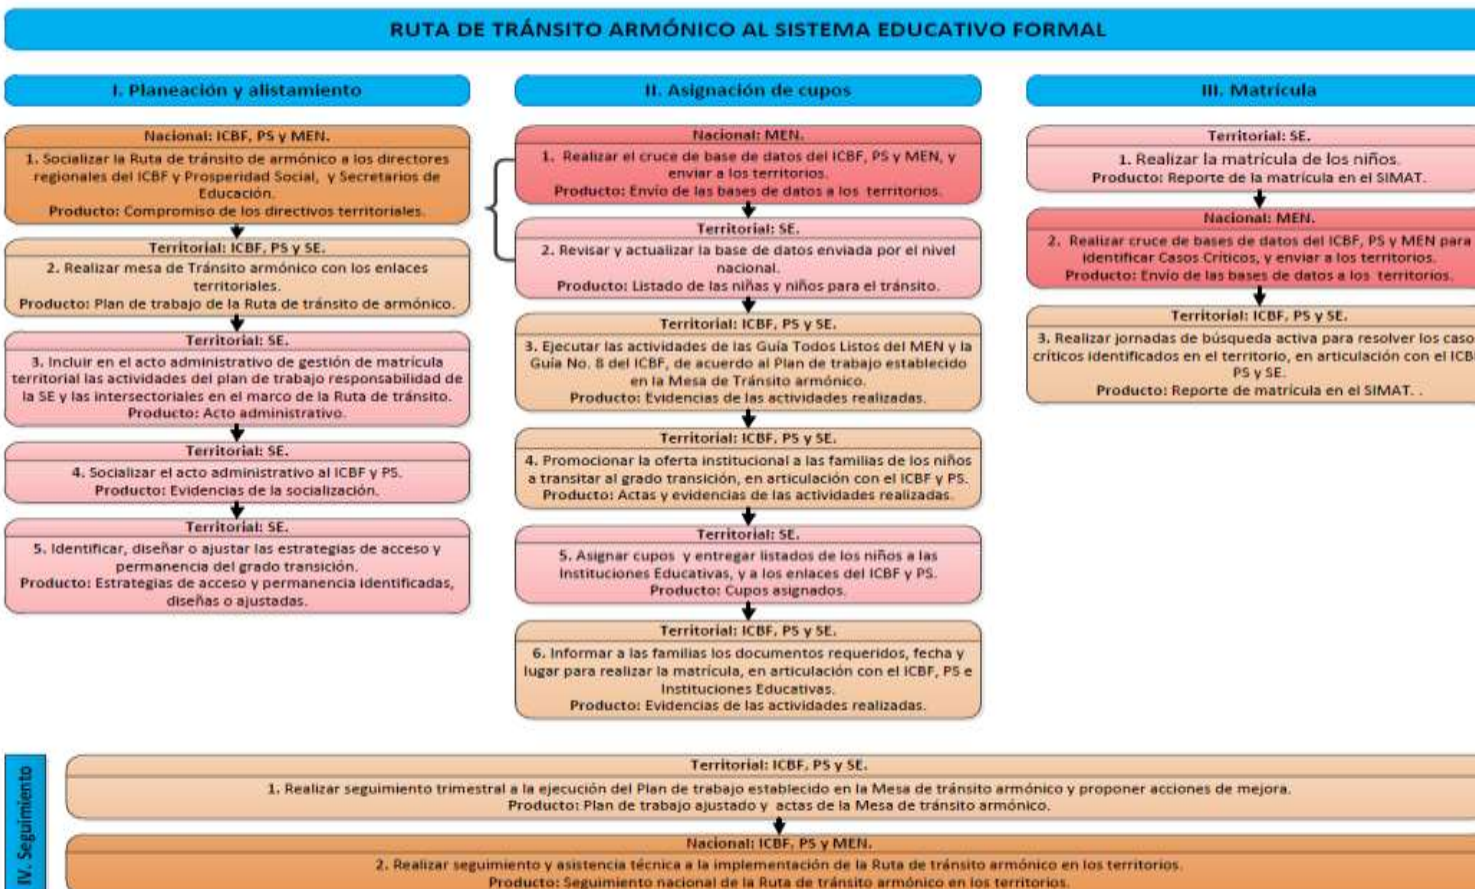 RUTA DE TRÁNSITO ARMÓNICO AL SISTEMA EDUCATIVO FORMAL
I. Planeación y alistamiento
Nacional: ICBF, PS y MEN.
1. Socializar la Ruta de tránsito de armónico a los directores
regionales del ICBF y Prosperidad Social, y Secretarios de
Educación.
Producto: Compromiso de los directivos territoriales.
Territorial: ICBF, PS y SE.
2. Realizar mesa de Tránsito armónico con los enlaces
territoriales.
Producto: Plan de trabajo de la Ruta de tránsito de armónico.
Territorial: SE.
3. Incluir en el acto administrativo de gestión de matrícula
territorial las actividades del plan de trabajo responsabilidad de
la SE y las intersectoriales en el marco de la Ruta de tránsito.
Producto: Acto administrativo.
Territorial: SE.
4. Socializar el acto administrativo al ICBF y PS.
Producto: Evidencias de la socialización.
Territorial: SE.
5. Identificar, diseñar o ajustar las estrategias de acceso y
permanencia del grado transición.
Producto: Estrategias de acceso y permanencia identificadas,
diseñas o ajustadas.
II. Asignación de cupos
Nacional: MEN.
1. Realizar el cruce de base de datos del ICBF, PS y MEN, y
enviar a los territorios.
Producto: Envío de las bases de datos a los territorios.
Territorial: SE.
2. Revisar y actualizar la base de datos enviada por el nivel
nacional.
Producto: Listado de las niñas y niños para el tránsito.
Territorial: ICBF, PS y SE.
3. Ejecutar las actividades de las Guía Todos Listos del MEN y la
Guía No. 8 del ICBF, de acuerdo al Plan de trabajo establecido
en la Mesa de Tránsito armónico.
Producto: Evidencias de las actividades realizadas.
Territorial: ICBF, PS y SE.
4. Promocionar la oferta institucional a las familias de los niños
a transitar al grado transición, en articulación con el ICBF y PS.
Producto: Actas y evidencias de las actividades realizadas.
Territorial: SE.
5. Asignar cupos y entregar listados de los niños a las
Instituciones Educativas, y a los enlaces del ICBF y PS.
Producto: Cupos asignados.
Territorial: ICBF, PS y SE.
6. Informar a las familias los documentos requeridos, fecha y
lugar para realizar la matrícula, en articulación con el ICBF, PS e
Instituciones Educativas.
Producto: Evidencias de las actividades realizadas.
III. Matrícula
Territorial: SE.
1. Realizar la matrícula de los niños.
Producto: Reporte de la matrícula en el SIMAT.
Nacional: MEN.
2. Realizar cruce de bases de datos del ICBF, PS y MEN para
identificar Casos Críticos, y enviar a los territorios.
Producto: Envío de las bases de datos a los territorios.
Territorial: ICBF, PS y SE.
3. Realizar jornadas de búsqueda activa para resolver los caso
críticos identificados en el territorio, en articulación con el ICB
PS y SE.
Producto: Reporte de matrícula en el SIMAT. .
IV. Seguimiento
Territorial: ICBF, PS y SE.
1. Realizar seguimiento trimestral a la ejecución del Plan de trabajo establecido en la Mesa de tránsito armónico y proponer acciones de mejora.
Producto: Plan de trabajo ajustado y actas de la Mesa de tránsito armónico.
Nacional: ICBF, PS y MEN.
2. Realizar seguimiento y asistencia técnica a la implementación de la Ruta de tránsito armónico en los territorios.
Producto: Seguimiento nacional de la Ruta de tránsito armónico en los territorios.